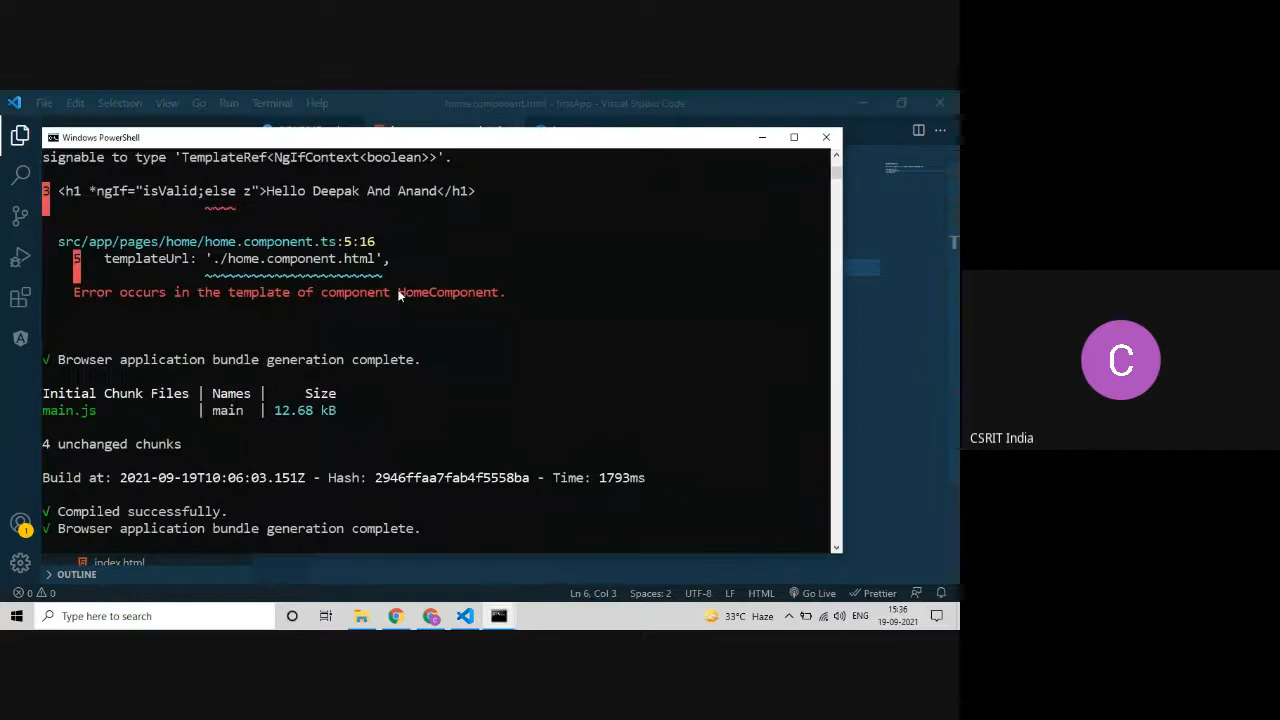 File Edit Selection View Go Run Terminal Help
home.component.html - firstApp - Visual Studio Code
Windows PowerShell
signable to type 'TemplateRef<NgIfContext<boolean>>'.
3 <h1 *ngIf="isValid;else z">Hello Deepak And Anand</h1>
~~~~
src/app/pages/home/home.component.ts:5:16
5 templateUrl: './home.component.html',
~~~~~~~~~~~~~~~~~~~~~~~
Error occurs in the template of component HomeComponent.
√ Browser application bundle generation complete.
Initial Chunk Files | Names | Size
main.js | main | 12.68 kB
4 unchanged chunks
Build at: 2021-09-19T10:06:03.151Z - Hash: 2946ffaa7fab4f5558ba - Time: 1793ms
√ Compiled successfully.
√ Browser application bundle generation complete.
index.html
OUTLINE
1
0 0
Ln 6, Col 3 Spaces: 2 UTF-8 LF HTML Go Live Prettier
Type here to search
33°C Haze
ENG
15:36
19-09-2021
C
CSRIT India